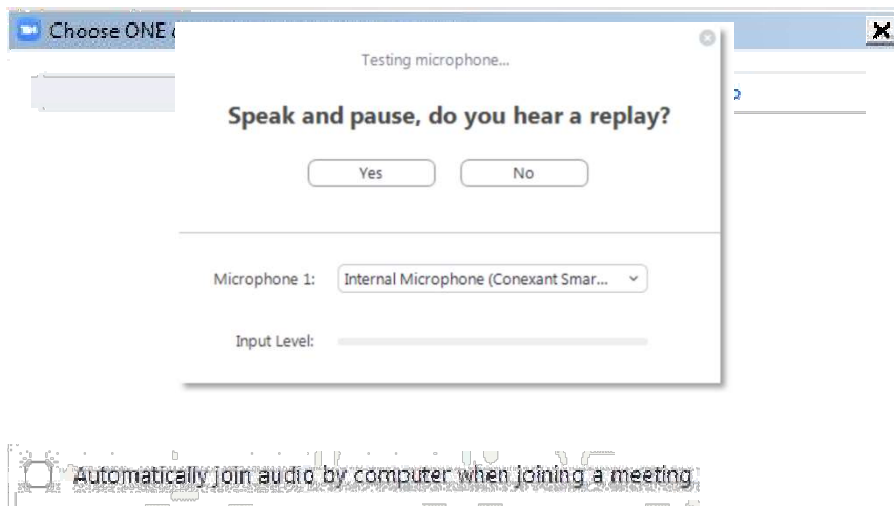 Choose ONE
Testing microphone...
Speak and pause, do you hear a replay?
Yes
No
Microphone 1:
Internal Microphone (Conexant Smar...
Input Level:
Automatically join audio by computer when joining a meeting